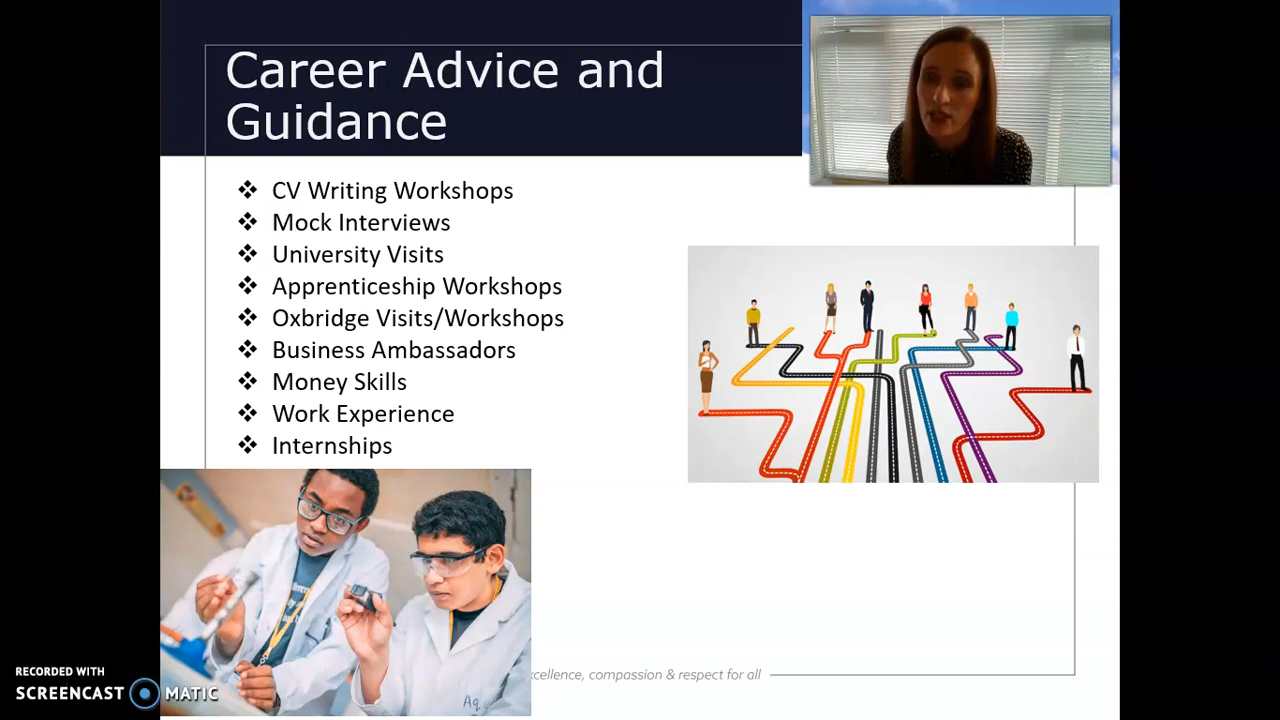 Career Advice and
Guidance
❖ CV Writing Workshops
❖ Mock Interviews
❖ University Visits
❖ Apprenticeship Workshops
❖ Oxbridge Visits/Workshops
❖ Business Ambassadors
❖ Money Skills
❖ Work Experience
❖ Internships
compassion & respect for all
RECORDED WITH
SCREENCAST MATIC